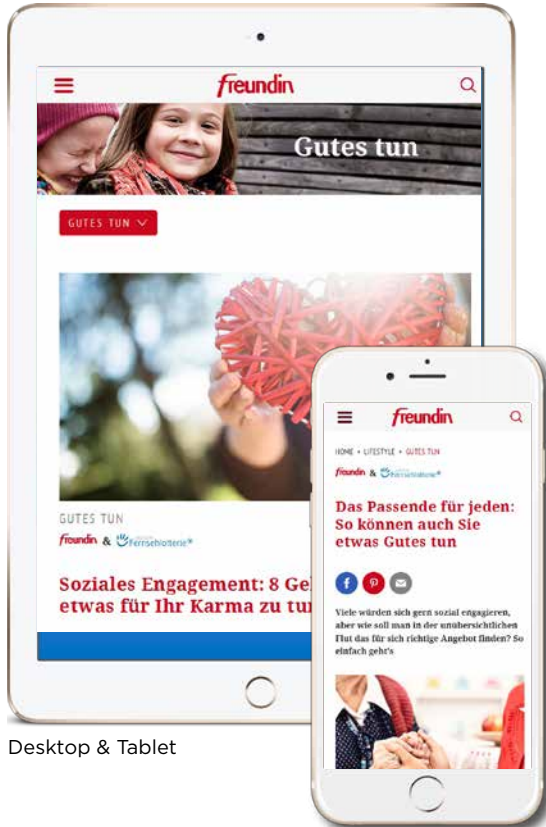 freundin
Gutes tun
GUTES TUN
GUTES TUN
freundin & Fernsehlotterie
Soziales Engagement: 8
etwas für Ihr Karma zu
Desktop & Tablet
freundin
HOME • LIFESTYLE • GUTES TUN
freundin & Fernsehlotterie
Das Passende für jeden:
So können auch Sie
etwas Gutes tun
Viele würden sich gern sozial engagieren,
aber wie soll man in der unübersichtlichen
Flut das für sich richtige Angebot finden? So
einfach geht's